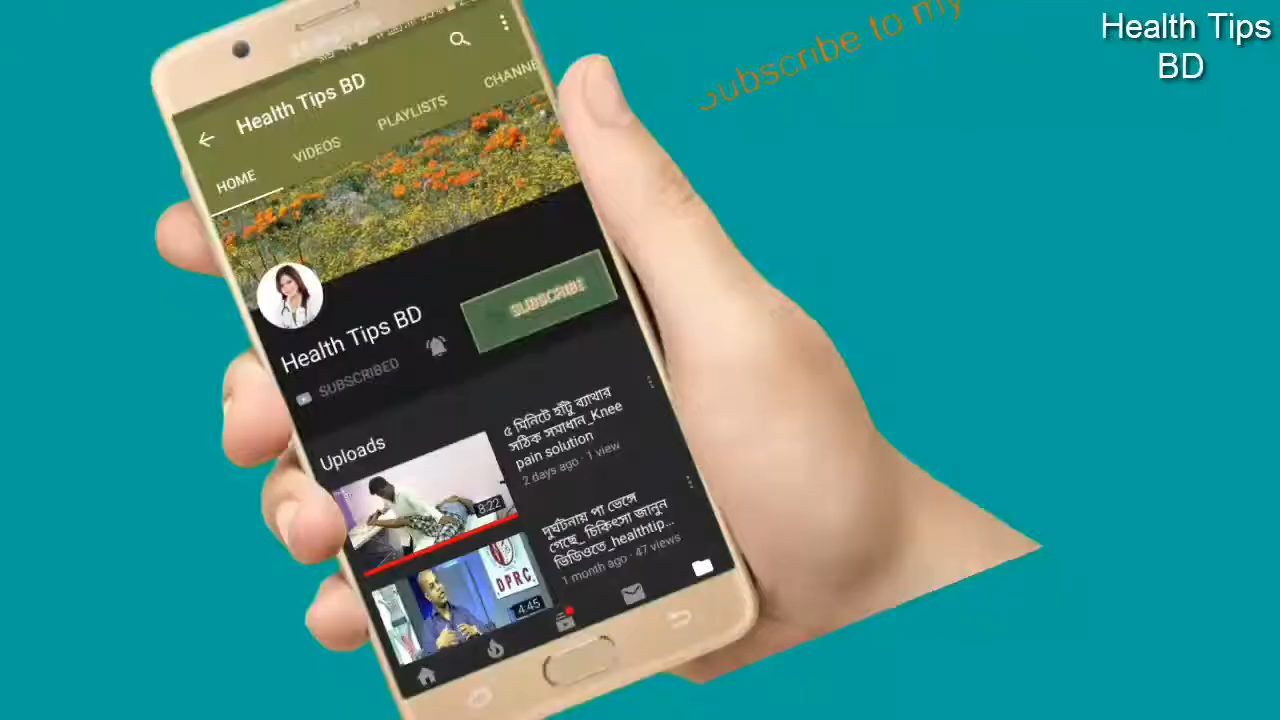 Health Tips
BD
Subscribe to my
Health Tips BD
HOME
VIDEOS
PLAYLISTS
CHANNE
Health Tips BD
SUBSCRIBED
SUBSCRIBE
Uploads
৫ মিনিটে হাঁটু ব্যাথার
সঠিক সমাধান_Knee
pain solution
2 days ago · 1 view
8:22
দুর্ঘটনায় পা ভেঙ্গে
গেছে_ চিকিৎসা জানুন
ভিডিওতে_healthtip...
1 month ago · 47 views
DPRC
4:45